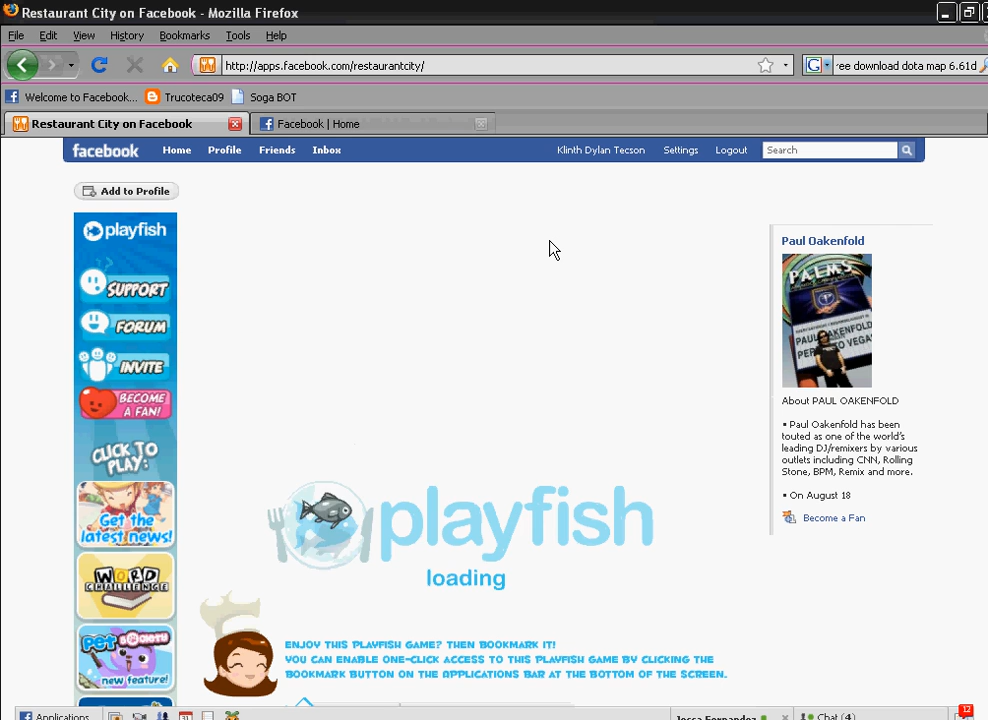 Restaurant City on Facebook - Mozilla Firefox
File Edit View History Bookmarks Tools Help
http://apps.facebook.com/restaurantcity/
ree download dota map 6.61d
Welcome to Facebook... Trucoteca09 Soga BOT
Restaurant City on Facebook
Facebook | Home
facebook Home Profile Friends Inbox Klinth Dylan Tecson Settings Logout Search
Add to Profile
playfish
SUPPORT
FORUM
INVITE
BECOME
A FAN!
CLICK TO
PLAY:
Get the
latest news!
WORD
CHALLENGE
pet society
new feature!
Paul Oakenfold
PALMS
PAUL OAKENFOLD
About PAUL OAKENFOLD
▪ Paul Oakenfold has been
touted as one of the world's
leading DJ/remixers by various
outlets including CNN, Rolling
Stone, BPM, Remix and more.
▪ On August 18
Become a Fan
playfish
loading
ENJOY THIS PLAYFISH GAME? THEN BOOKMARK IT!
YOU CAN ENABLE ONE-CLICK ACCESS TO THIS PLAYFISH GAME BY CLICKING THE
BOOKMARK BUTTON ON THE APPLICATIONS BAR AT THE BOTTOM OF THE SCREEN.
Applications
Jessa Fernandez
Chat (4)
12